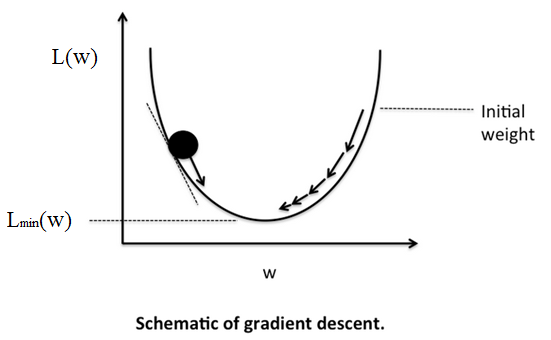 L(w)
Initial
weight
Lmin(w)
w
Schematic of gradient descent.